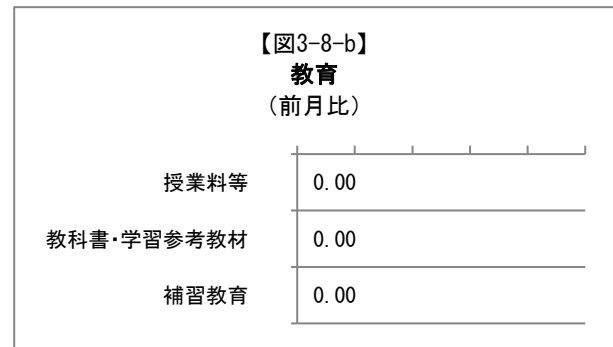 【図3-8-b】
教育
（前月比）
授業料等 0.00
教科書・学習参考教材 0.00
補習教育 0.00